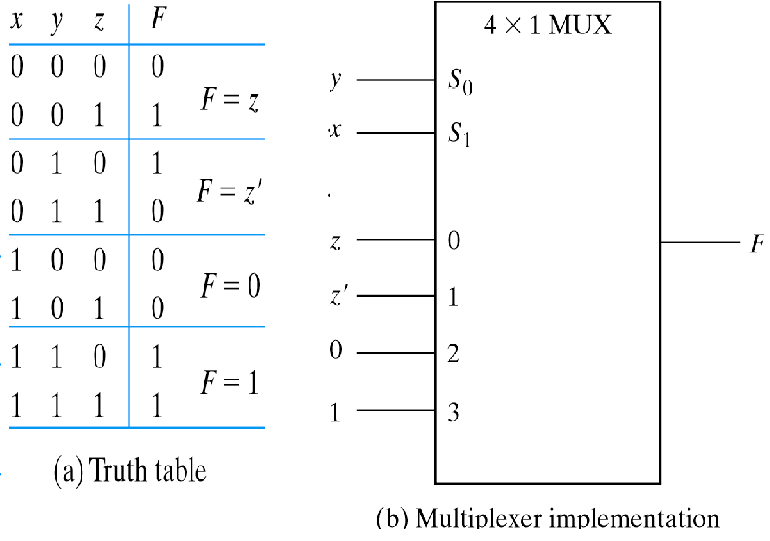 x y z F
0 0 0 0
F = z
0 0 1 1
0 1 0 1
F = z′
0 1 1 0
1 0 0 0
F = 0
1 0 1 0
1 1 0 1
F = 1
1 1 1 1
(a) Truth table
4 × 1 MUX
y S0
x S1
z 0
F
z′ 1
0 2
1 3
(b) Multiplexer implementation